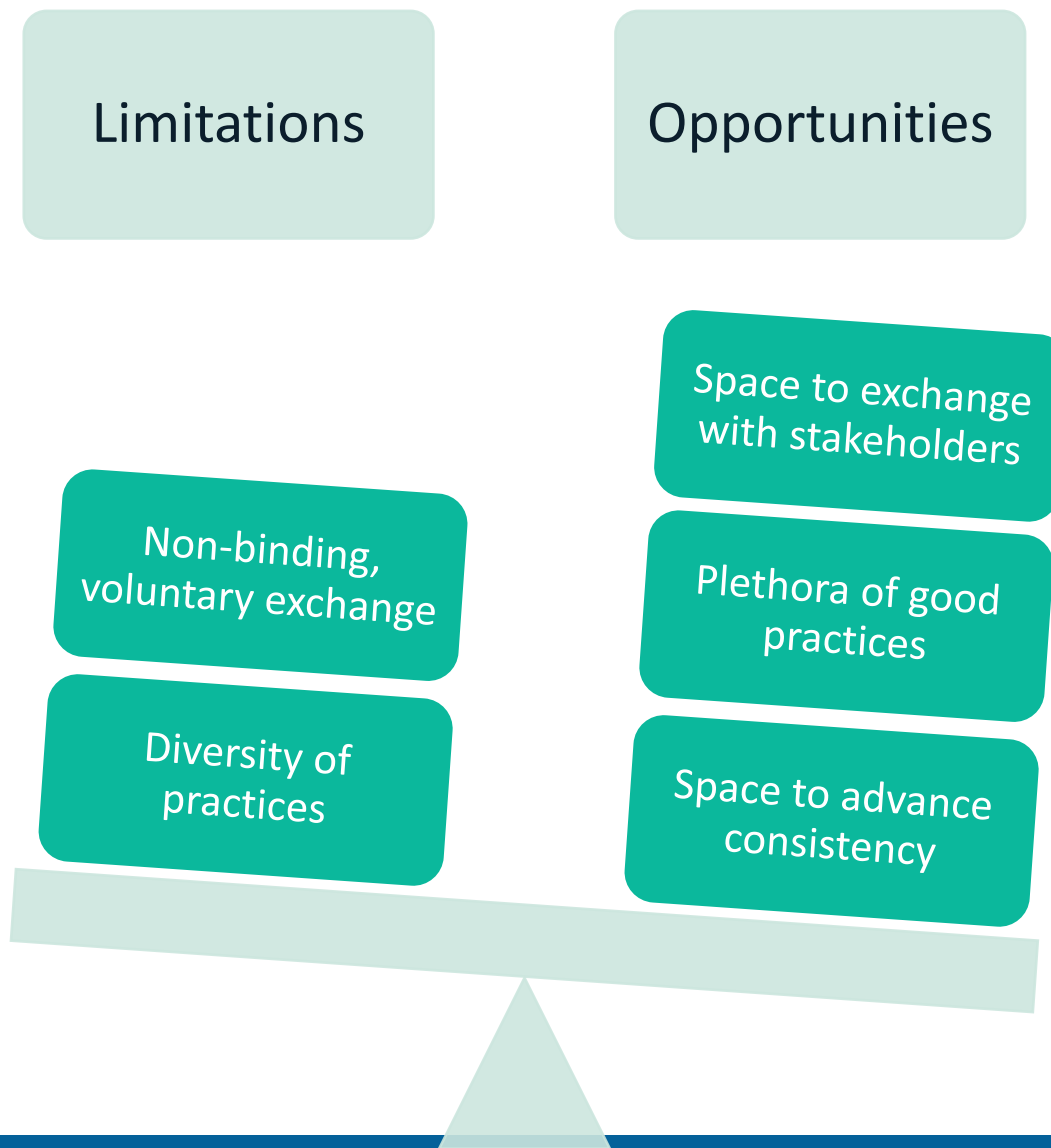 Limitations
Opportunities
Non-binding,
voluntary exchange
Diversity of
practices
Space to exchange
with stakeholders
Plethora of good
practices
Space to advance
consistency